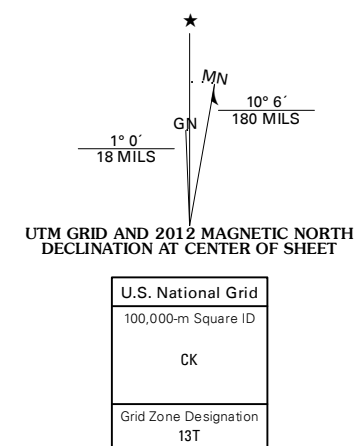 MN
GN
10° 6´
180 MILS
1° 0´
18 MILS
UTM GRID AND 2012 MAGNETIC NORTH
DECLINATION AT CENTER OF SHEET
U.S. National Grid
100,000-m Square ID
CK
Grid Zone Designation
13T